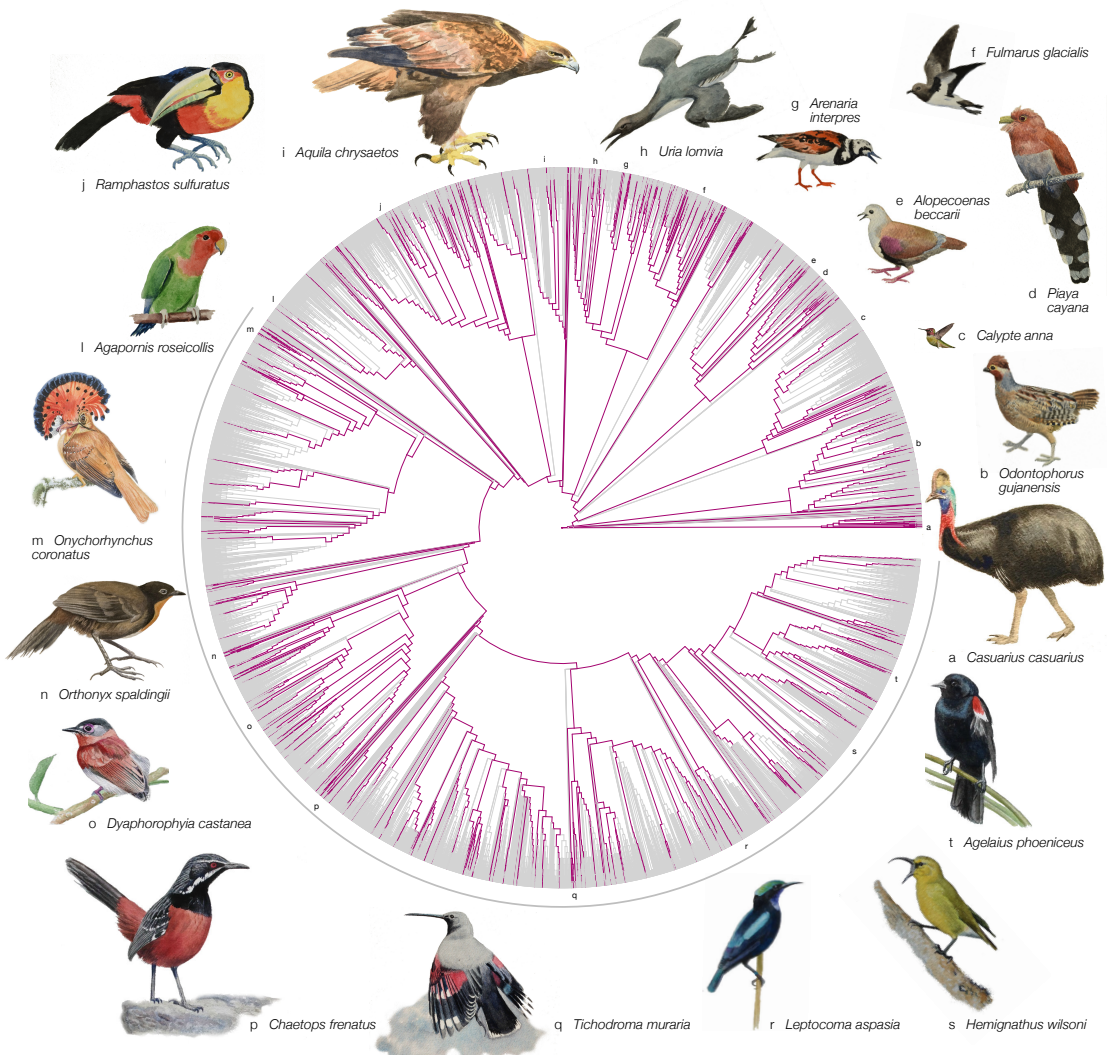 f Fulmarus glacialis
g Arenaria
interpres
h Uria lomvia
i Aquila chrysaetos
j Ramphastos sulfuratus
e Alopecoenas
beccarii
d Piaya
cayana
l Agapornis roseicollis
c Calypte anna
b Odontophorus
gujanensis
m Onychorhynchus
coronatus
a Casuarius casuarius
n Orthonyx spaldingii
o Dyaphorophyia castanea
t Agelaius phoeniceus
p Chaetops frenatus
q Tichodroma muraria
r Leptocoma aspasia
s Hemignathus wilsoni
i
h
g
f
j
e
d
l
c
m
b
a
n
t
o
s
p
r
q